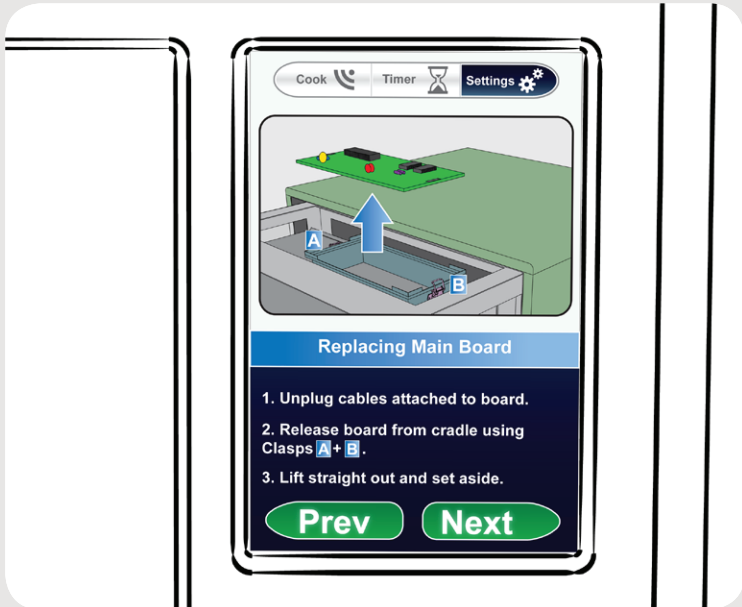 Cook Timer Settings
A
B
Replacing Main Board
1. Unplug cables attached to board.
2. Release board from cradle using
Clasps A + B.
3. Lift straight out and set aside.
Prev Next